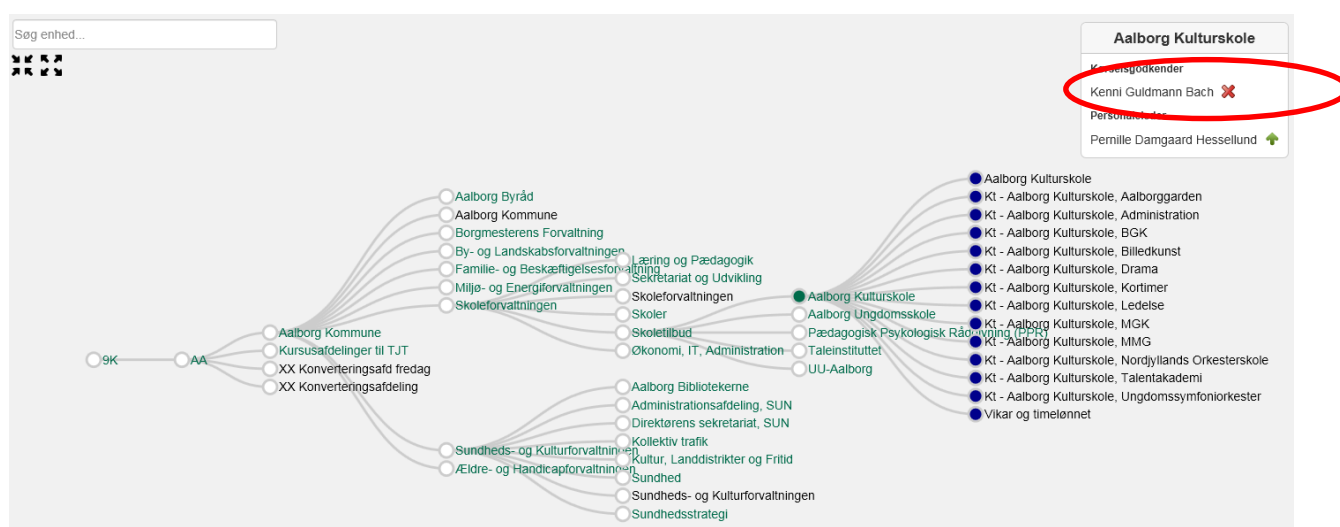 Søg enhed...
Aalborg Kulturskole
Kørselsgodkender
Kenni Guldmann Bach
Personaleleder
Pernille Damgaard Hessellund
9K
AA
Aalborg Kommune
Kursusafdelinger til TJT
XX Konverteringsafd fredag
XX Konverteringsafdeling
Aalborg Byråd
Aalborg Kommune
Borgmesterens Forvaltning
By- og Landskabsforvaltningen
Familie- og Beskæftigelsesforvaltning
Miljø- og Energiforvaltningen
Skoleforvaltningen
Sundheds- og Kulturforvaltningen
Ældre- og Handicapforvaltningen
Læring og Pædagogik
Sekretariat og Udvikling
Skoleforvaltningen
Skoler
Skoletilbud
Økonomi, IT, Administration
Aalborg Bibliotekerne
Administrationsafdeling, SUN
Direktørens sekretariat, SUN
Kollektiv trafik
Kultur, Landdistrikter og Fritid
Sundhed
Sundheds- og Kulturforvaltningen
Sundhedsstrategi
Aalborg Kulturskole
Aalborg Ungdomsskole
Pædagogisk Psykologisk Rådgivning (PPR)
Taleinstituttet
UU-Aalborg
Aalborg Kulturskole
Kt - Aalborg Kulturskole, Aalborggarden
Kt - Aalborg Kulturskole, Administration
Kt - Aalborg Kulturskole, BGK
Kt - Aalborg Kulturskole, Billedkunst
Kt - Aalborg Kulturskole, Drama
Kt - Aalborg Kulturskole, Kortimer
Kt - Aalborg Kulturskole, Ledelse
Kt - Aalborg Kulturskole, MGK
Kt - Aalborg Kulturskole, MMG
Kt - Aalborg Kulturskole, Nordjyllands Orkesterskole
Kt - Aalborg Kulturskole, Talentakademi
Kt - Aalborg Kulturskole, Ungdomssymfoniorkester
Vikar og timelønnet